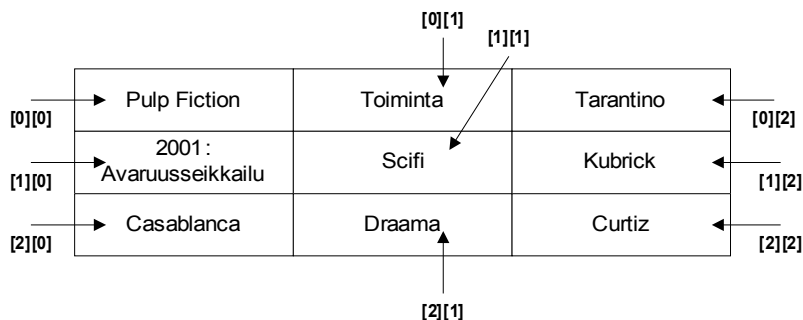 [0][1]
[1][1]
Pulp Fiction
Toiminta
Tarantino
[0][0]
[0][2]
2001:
Avaruusseikkailu
Scifi
Kubrick
[1][0]
[1][2]
Casablanca
Draama
Curtiz
[2][0]
[2][2]
[2][1]